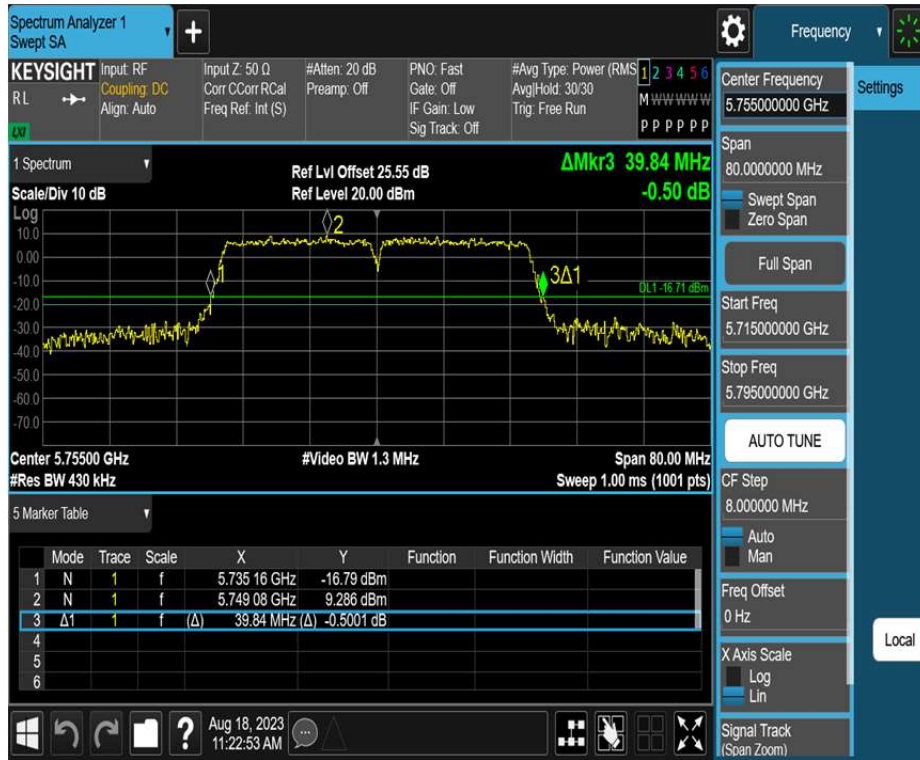 Spectrum Analyzer 1
Swept SA
+
Frequency
KEYSIGHT
RL
LXI
Input: RF
Coupling: DC
Align: Auto
Input Z: 50 Ω
Corr CCorr RCal
Freq Ref: Int (S)
#Atten: 20 dB
Preamp: Off
PNO: Fast
Gate: Off
IF Gain: Low
Sig Track: Off
#Avg Type: Power (RMS
Avg|Hold: 30/30
Trig: Free Run
1 2 3 4 5 6
M W W W W W
P P P P P P
1 Spectrum
Scale/Div 10 dB
Ref Lvl Offset 25.55 dB
Ref Level 20.00 dBm
ΔMkr3 39.84 MHz
-0.50 dB
Log
10.0
0.00
-10.0
-20.0
-30.0
-40.0
-50.0
-60.0
-70.0
1
2
3Δ1
DL1 -16.71 dBm
Center 5.75500 GHz
#Video BW 1.3 MHz
Span 80.00 MHz
#Res BW 430 kHz
Sweep 1.00 ms (1001 pts)
5 Marker Table
Mode Trace Scale X Y Function Function Width Function Value
1 N 1 f 5.735 16 GHz -16.79 dBm
2 N 1 f 5.749 08 GHz 9.286 dBm
3 Δ1 1 f (Δ) 39.84 MHz (Δ) -0.5001 dB
4
5
6
?
Aug 18, 2023
11:22:53 AM
Center Frequency
5.755000000 GHz
Span
80.0000000 MHz
Swept Span
Zero Span
Full Span
Start Freq
5.715000000 GHz
Stop Freq
5.795000000 GHz
AUTO TUNE
CF Step
8.000000 MHz
Auto
Man
Freq Offset
0 Hz
X Axis Scale
Log
Lin
Signal Track
(Span Zoom)
Settings
Local